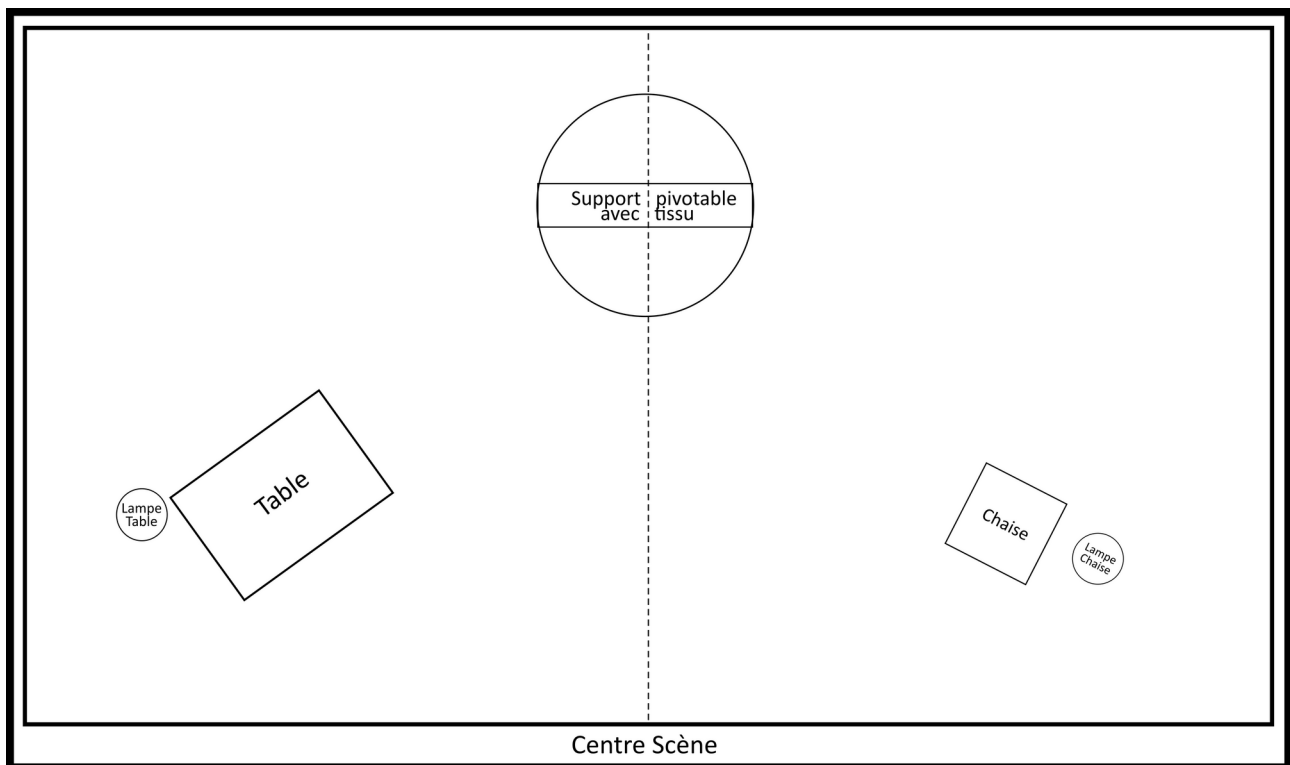 Support pivotable
avec tissu
Table
Lampe
Table
Chaise
Lampe
Chaise
Centre Scène